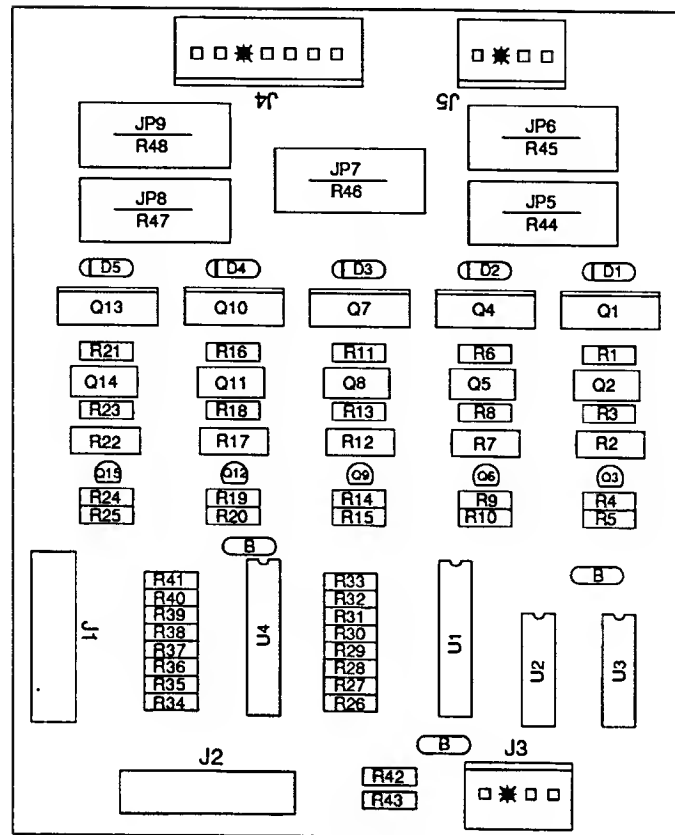 J4 J5
JP9 R48 JP6 R45
JP7 R46
JP8 R47 JP5 R44
D5 D4 D3 D2 D1
Q13 Q10 Q7 Q4 Q1
R21 R16 R11 R6 R1
Q14 Q11 Q8 Q5 Q2
R23 R18 R13 R8 R3
R22 R17 R12 R7 R2
Q15 Q12 Q9 Q6 Q3
R24 R19 R14 R9 R4
R25 R20 R15 R10 R5
B
B
R41 R33
R40 R32
R39 R31
J1 R38 U4 R30 U1
R37 R29 U2 U3
R36 R28
R35 R27
R34 R26
B
J2 J3
R42
R43